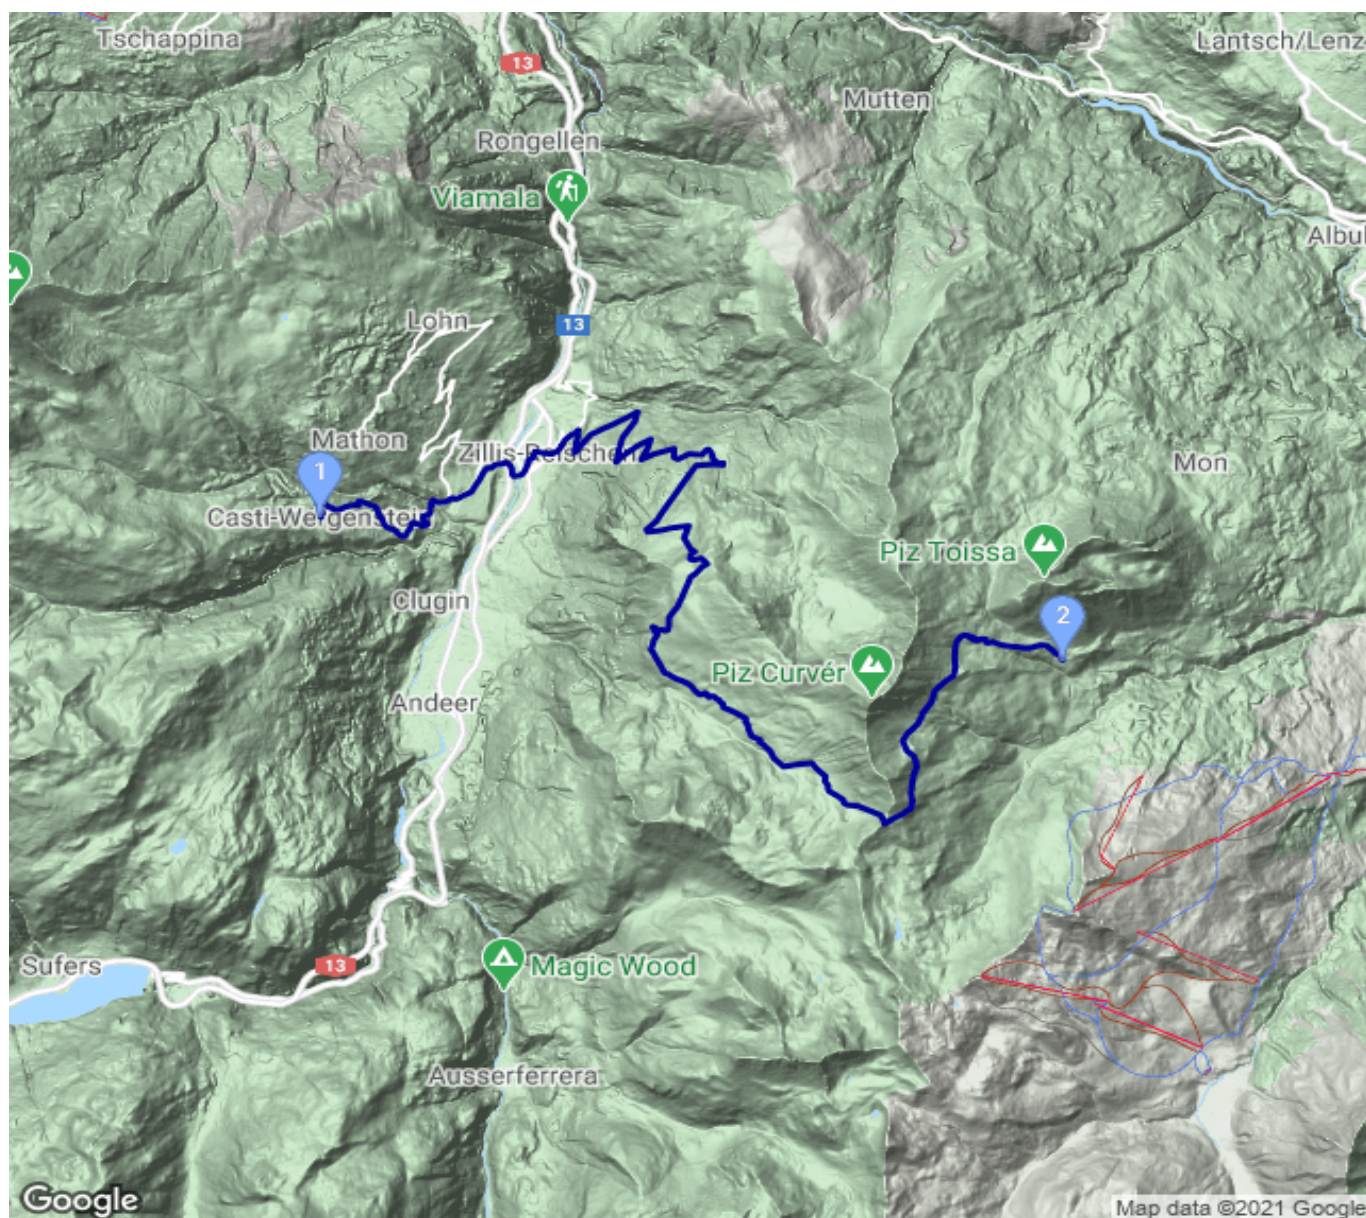 Tschappina
13
Lantsch/Lenz
Mutten
Rongellen
Viamala
Albul
Lohn
13
Mathon
Zillis-Reischen
1
Mon
Casti-Wergenstein
Piz Toissa
Clugin
2
Piz Curvér
Andeer
Sufers
13
Magic Wood
Ausserferrera
Google
Map data ©2021 Google